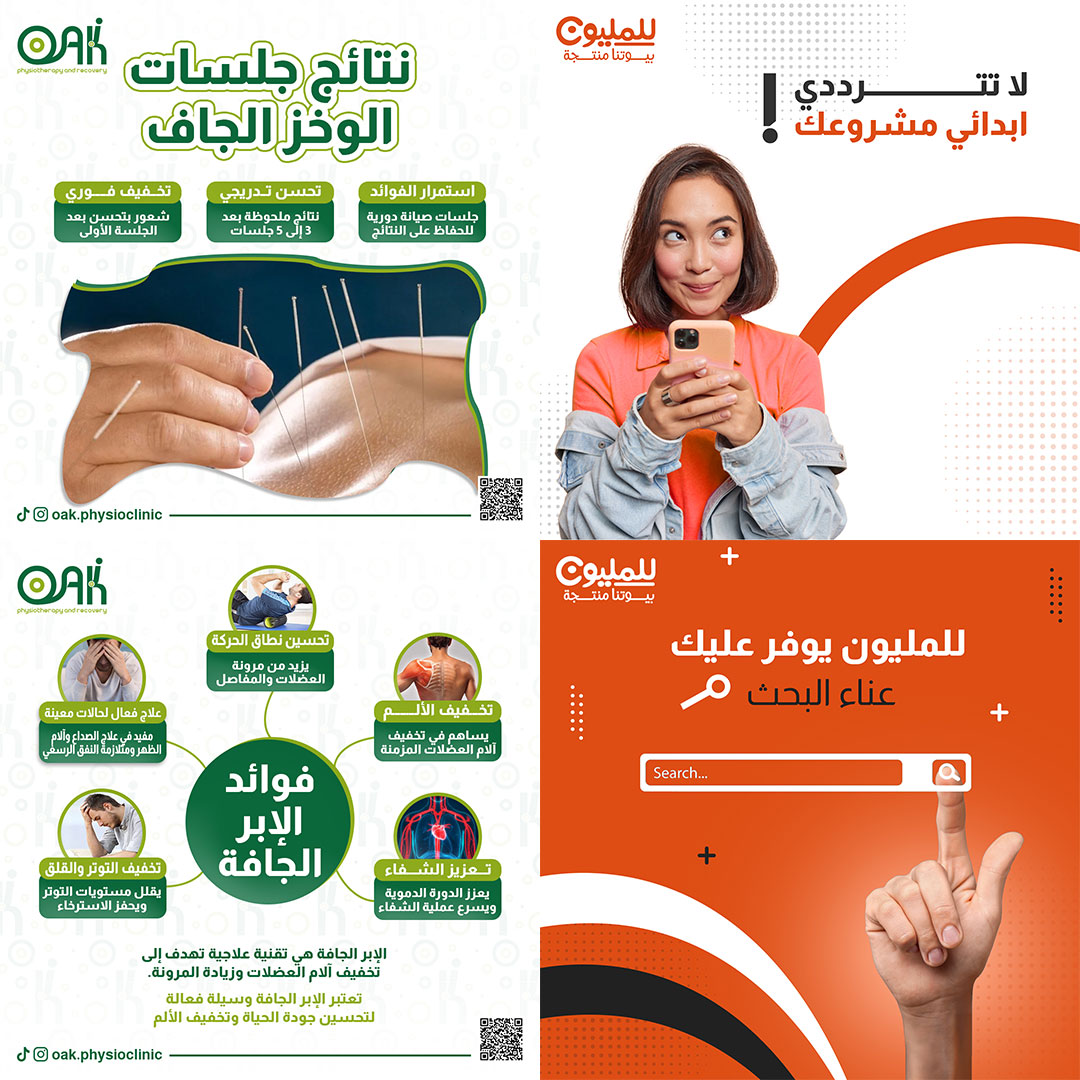 OAK
physiotherapy and recovery
نتائج جلسات
الوخز الجاف
استمرار الفوائد
جلسات صيانة دورية
للحفاظ على النتائج
تحسن تدريجي
نتائج ملحوظة بعد
3 إلى 5 جلسات
تخفيف فوري
شعور بتحسن بعد
الجلسة الأولى
oak.physioclinic
للمليون
بيوتنا منتجة
لا تترددي
ابدائي مشروعك !
OAK
physiotherapy and recovery
تحسين نطاق الحركة
يزيد من مرونة
العضلات والمفاصل
تخفيف الألم
يساهم في تخفيف
آلام العضلات المزمنة
علاج فعال لحالات معينة
مفيد في علاج الصداع وآلام
الظهر ومتلازمة النفق الرسغي
فوائد
الإبر
الجافة
تعزيز الشفاء
يعزز الدورة الدموية
ويسرع عملية الشفاء
تخفيف التوتر والقلق
يقلل مستويات التوتر
ويحفز الاسترخاء
الإبر الجافة هي تقنية علاجية تهدف إلى
تخفيف آلام العضلات وزيادة المرونة.
تعتبر الإبر الجافة وسيلة فعالة
لتحسين جودة الحياة وتخفيف الألم
oak.physioclinic
للمليون
بيوتنا منتجة
للمليون يوفر عليك
عناء البحث
Search...